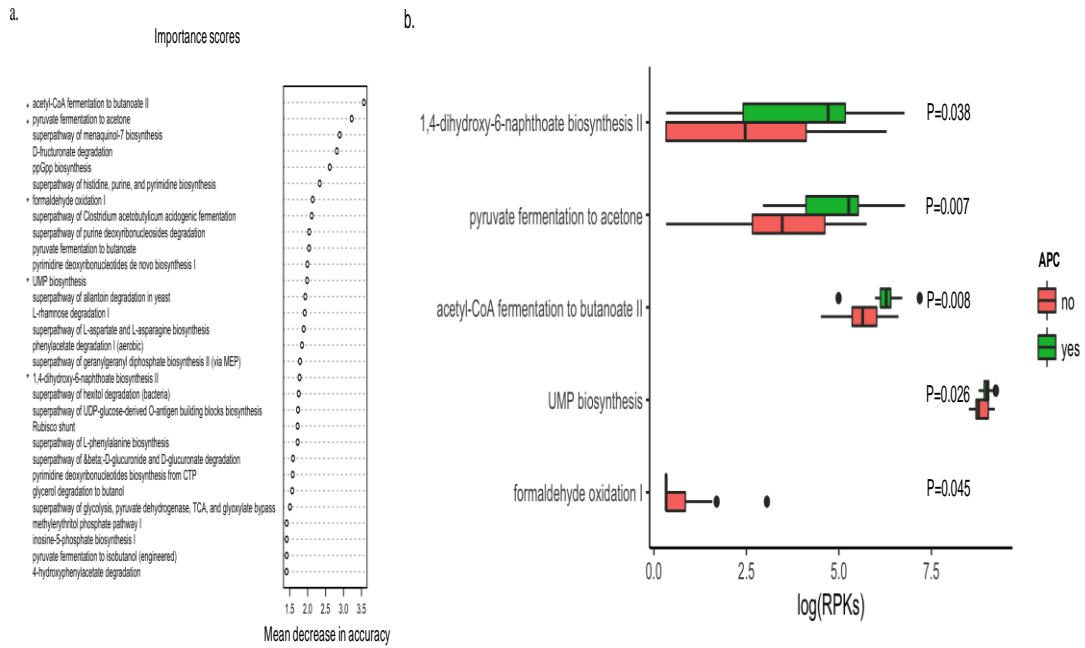 a.
Importance scores
* acetyl-CoA fermentation to butanoate II
* pyruvate fermentation to acetone
superpathway of menaquinol-7 biosynthesis
D-fructuronate degradation
ppGpp biosynthesis
superpathway of histidine, purine, and pyrimidine biosynthesis
* formaldehyde oxidation I
superpathway of Clostridium acetobutylicum acidogenic fermentation
superpathway of purine deoxyribonucleosides degradation
pyruvate fermentation to butanoate
pyrimidine deoxyribonucleotides de novo biosynthesis I
* UMP biosynthesis
superpathway of allantoin degradation in yeast
L-rhamnose degradation I
superpathway of L-aspartate and L-asparagine biosynthesis
phenylacetate degradation I (aerobic)
superpathway of geranylgeranyl diphosphate biosynthesis II (via MEP)
* 1,4-dihydroxy-6-naphthoate biosynthesis II
superpathway of hexitol degradation (bacteria)
superpathway of UDP-glucose-derived O-antigen building blocks biosynthesis
Rubisco shunt
superpathway of L-phenylalanine biosynthesis
superpathway of &beta;-D-glucuronide and D-glucuronate degradation
pyrimidine deoxyribonucleotides biosynthesis from CTP
glycerol degradation to butanol
superpathway of glycolysis, pyruvate dehydrogenase, TCA, and glyoxylate bypass
methylerythritol phosphate pathway I
inosine-5-phosphate biosynthesis I
pyruvate fermentation to isobutanol (engineered)
4-hydroxyphenylacetate degradation
1.5 2.0 2.5 3.0 3.5
Mean decrease in accuracy
b.
1,4-dihydroxy-6-naphthoate biosynthesis II
P=0.038
pyruvate fermentation to acetone
P=0.007
acetyl-CoA fermentation to butanoate II
P=0.008
UMP biosynthesis
P=0.026
formaldehyde oxidation I
P=0.045
0.0 2.5 5.0 7.5
log(RPKs)
APC
no
yes